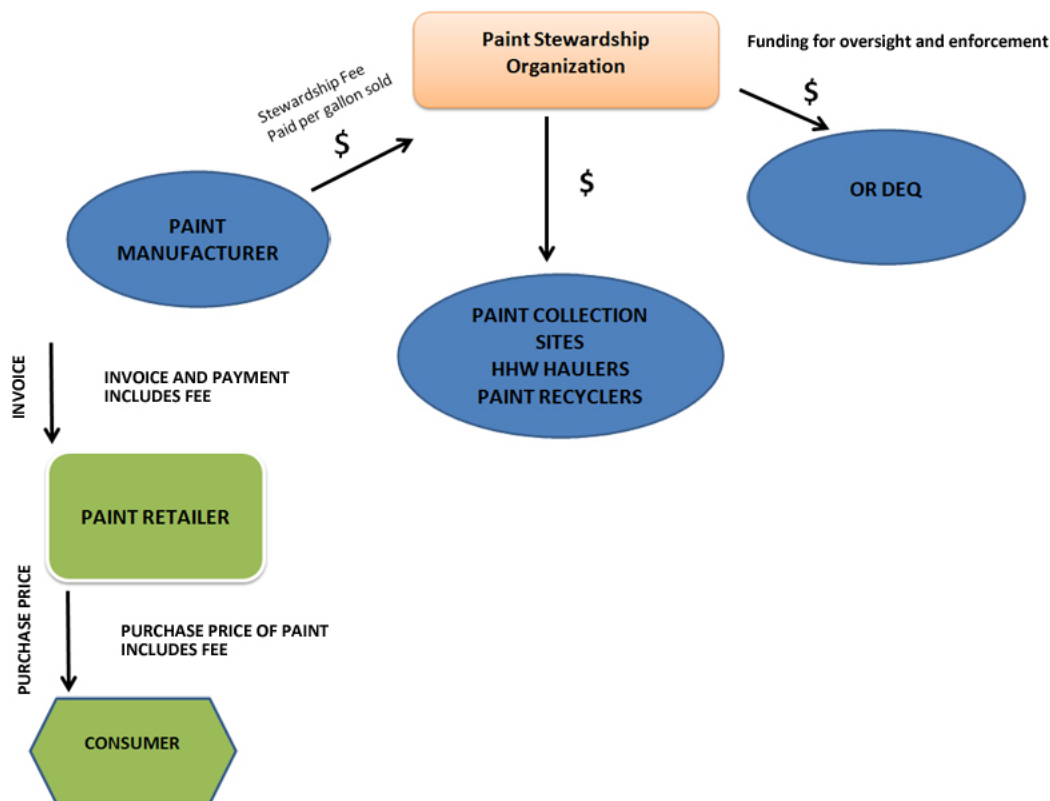 Paint Stewardship
Organization
Funding for oversight and enforcement
$
Stewardship Fee
Paid per gallon sold
$
$
OR DEQ
PAINT
MANUFACTURER
PAINT COLLECTION
SITES
HHW HAULERS
PAINT RECYCLERS
INVOICE
INVOICE AND PAYMENT
INCLUDES FEE
PAINT RETAILER
PURCHASE PRICE
PURCHASE PRICE OF PAINT
INCLUDES FEE
CONSUMER